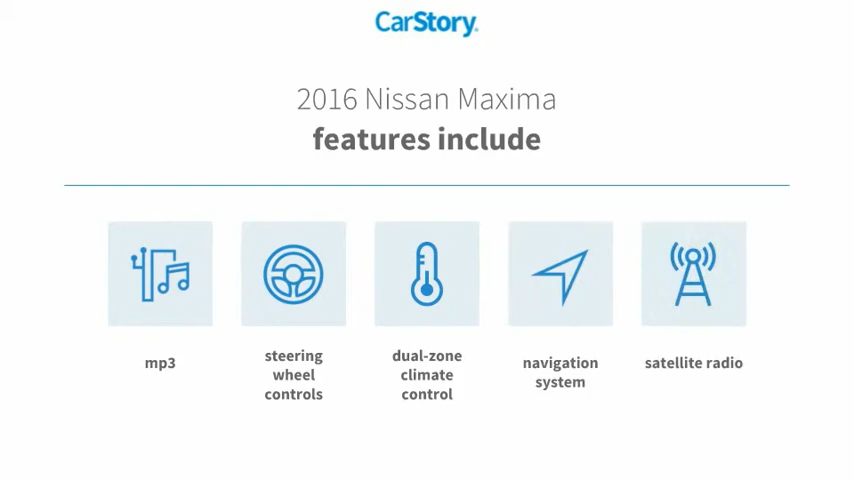 CarStory.
2016 Nissan Maxima
features include
mp3
steering
wheel
controls
dual-zone
climate
control
navigation
system
satellite radio